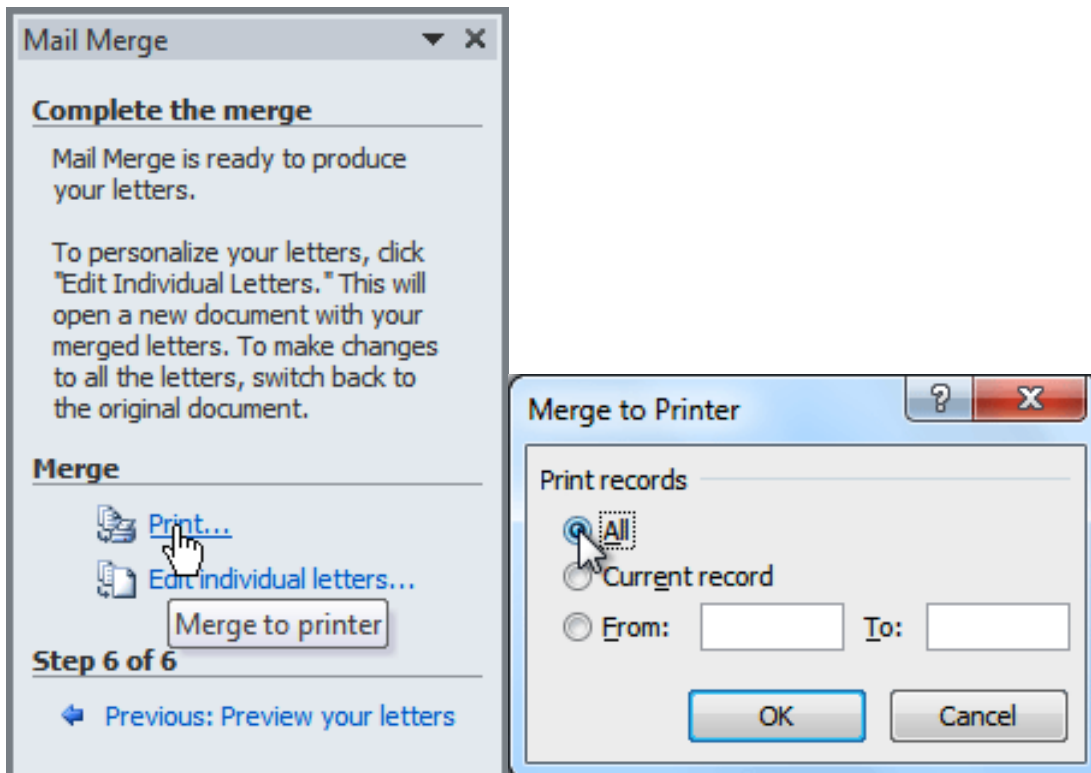 Mail Merge
Complete the merge
Mail Merge is ready to produce
your letters.
To personalize your letters, click
"Edit Individual Letters." This will
open a new document with your
merged letters. To make changes
to all the letters, switch back to
the original document.
Merge
Print...
Edit individual letters...
Merge to printer
Step 6 of 6
Previous: Preview your letters
Merge to Printer
Print records
All
Current record
From: To:
OK Cancel